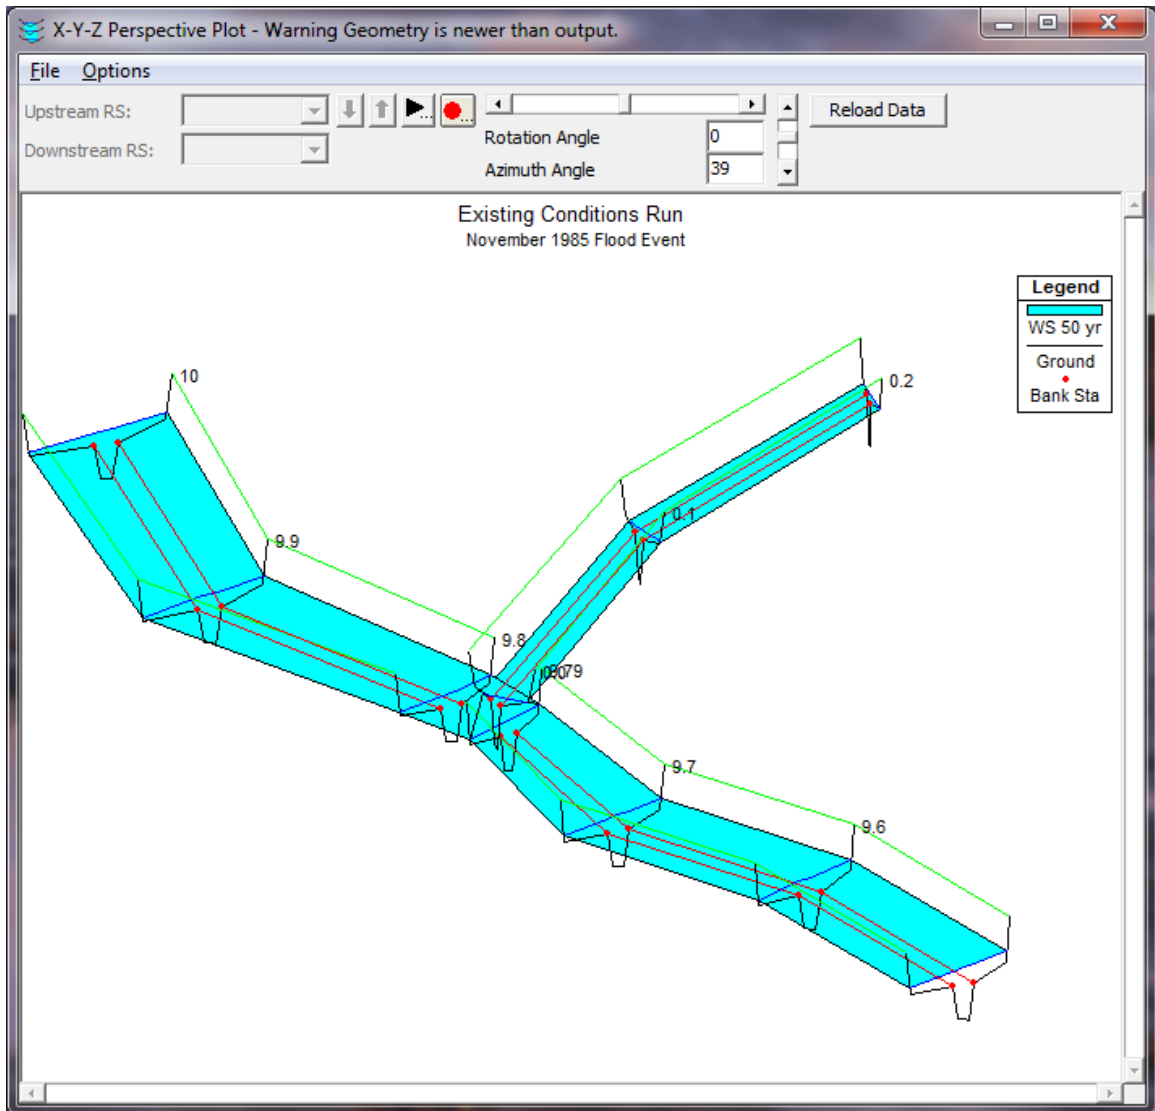 X-Y-Z Perspective Plot - Warning Geometry is newer than output.
File Options
Upstream RS:
Downstream RS:
...
...
Rotation Angle 0
Azimuth Angle 39
Reload Data
Existing Conditions Run
November 1985 Flood Event
Legend
WS 50 yr
Ground
Bank Sta
10
0.2
9.9
0.1
9.8
9.7
9.6